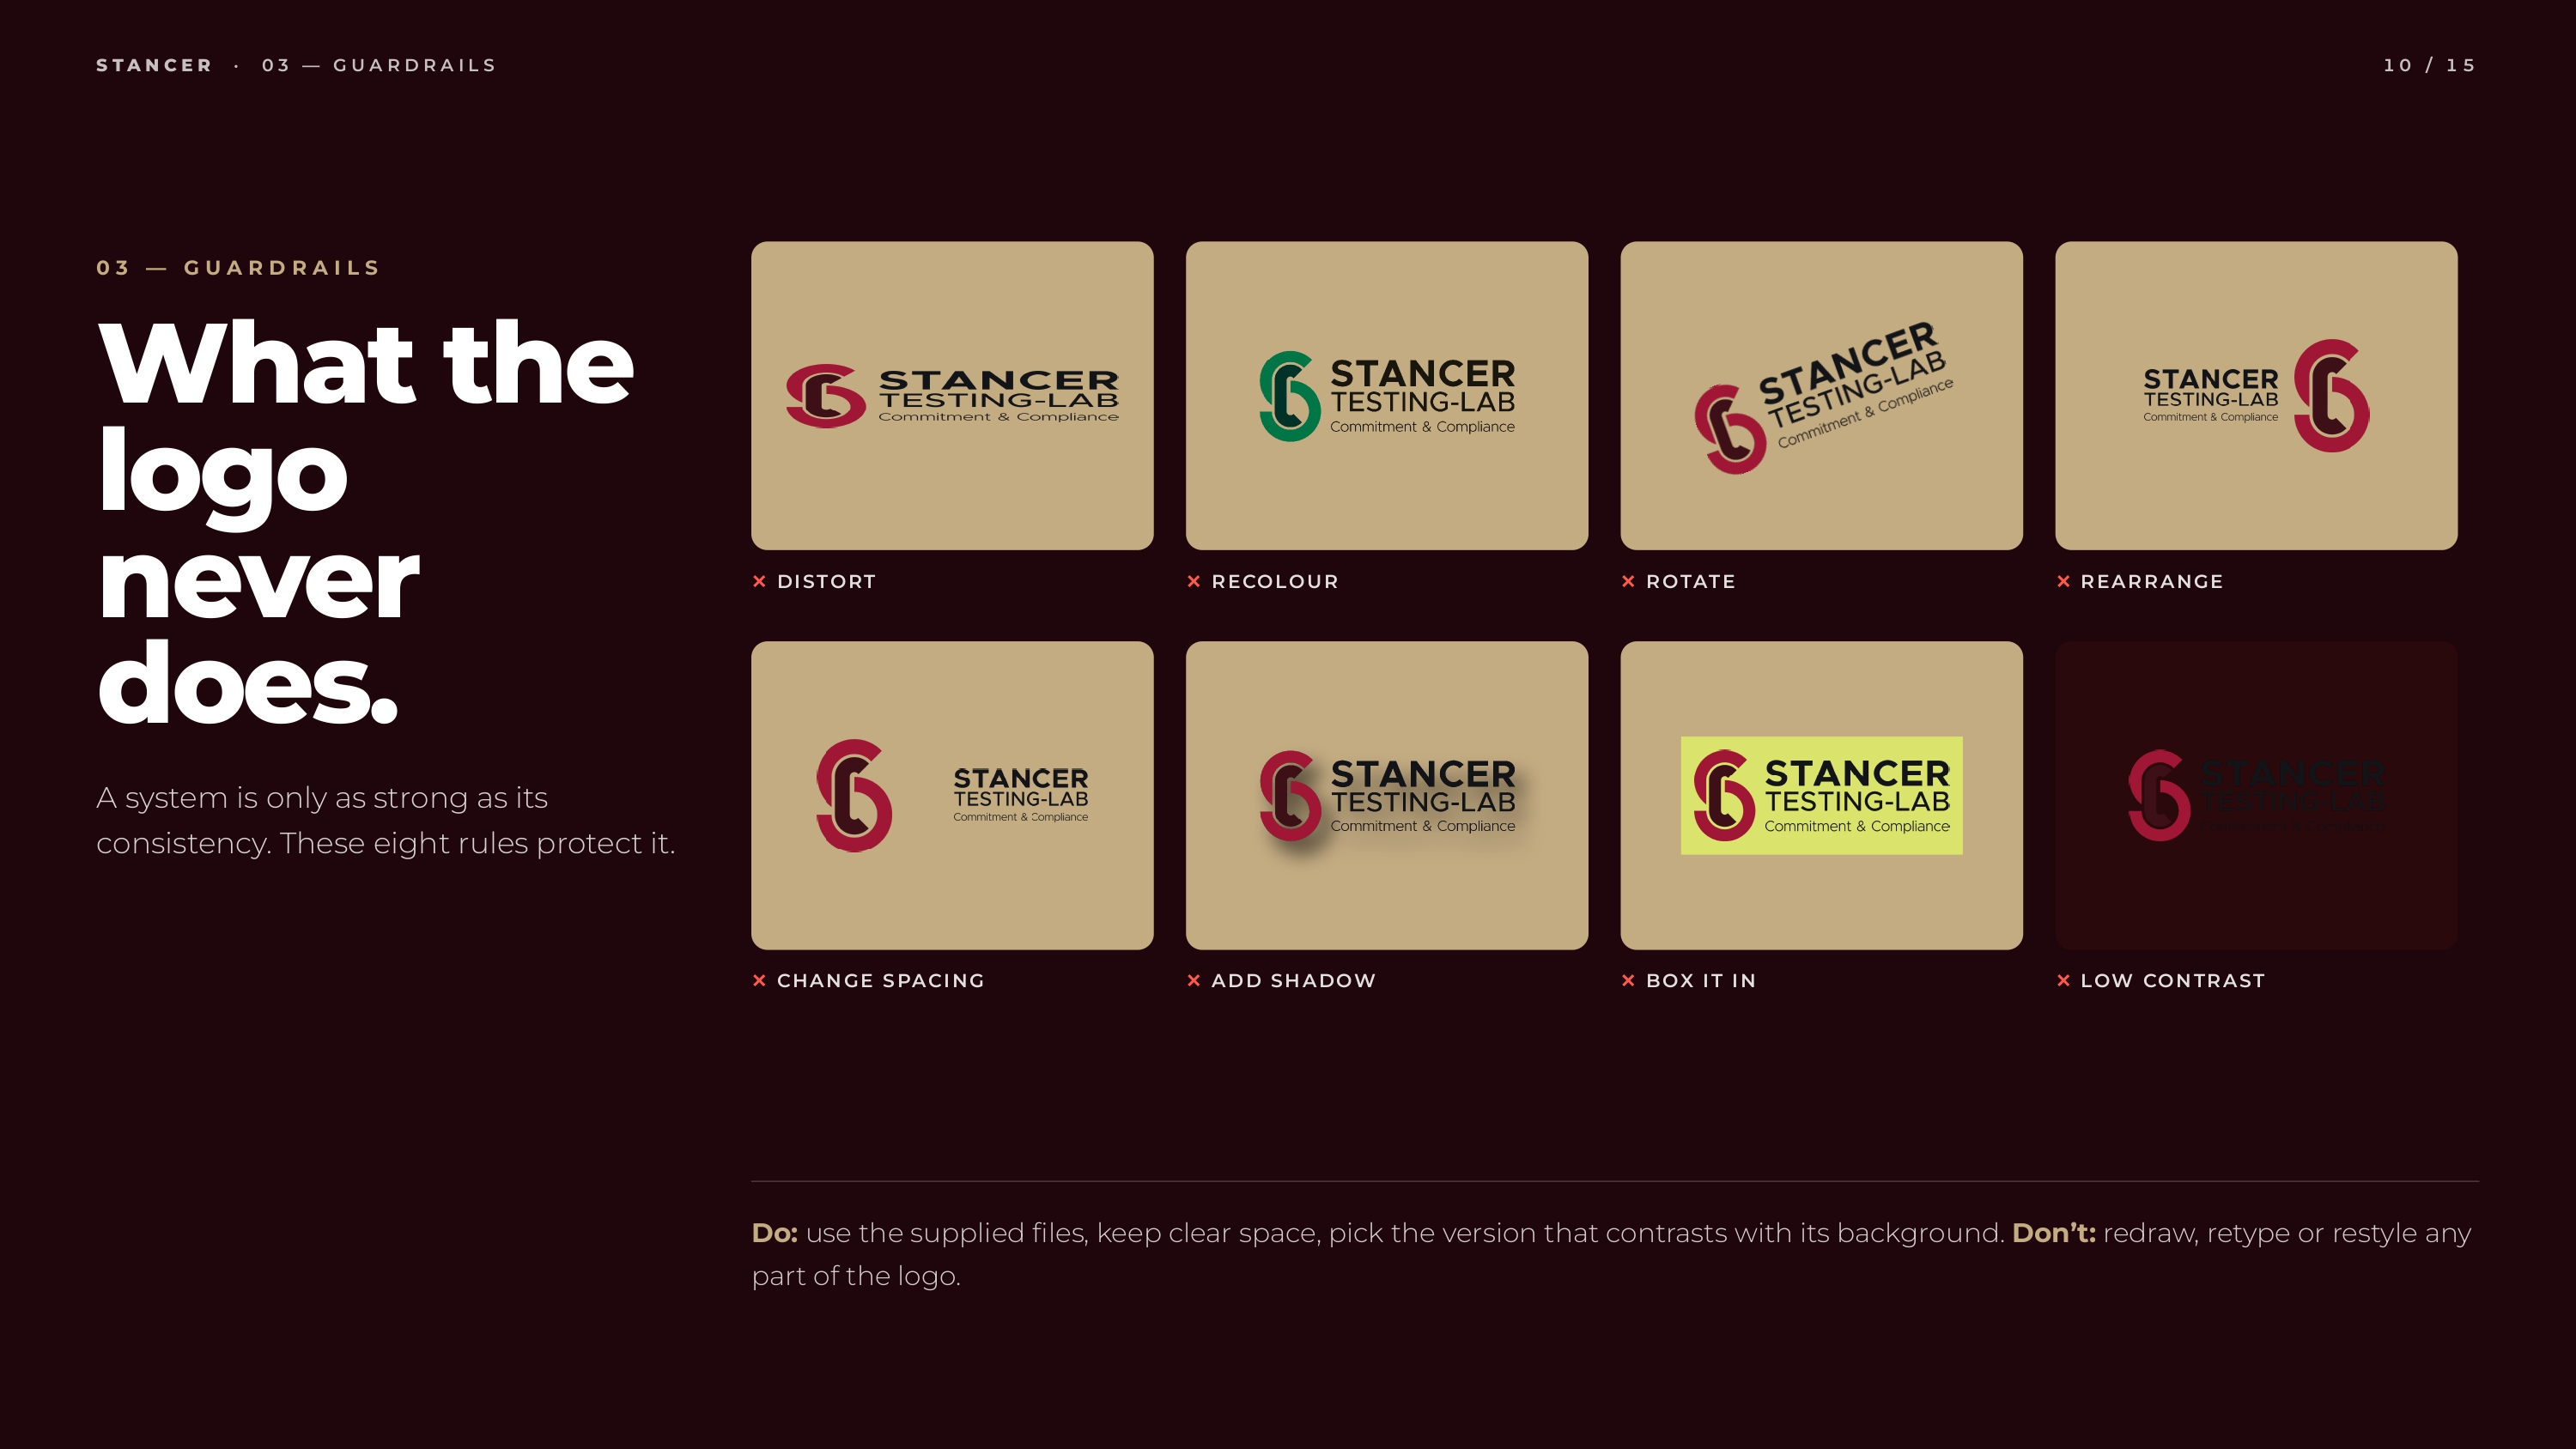 STANCER · 03 — GUARDRAILS
10 / 15
03 — GUARDRAILS
What the
logo
never
does.
A system is only as strong as its
consistency. These eight rules protect it.
STANCER
TESTING-LAB
Commitment & Compliance
✕ DISTORT
STANCER
TESTING-LAB
Commitment & Compliance
✕ RECOLOUR
STANCER
TESTING-LAB
Commitment & Compliance
✕ ROTATE
STANCER
TESTING-LAB
Commitment & Compliance
✕ REARRANGE
STANCER
TESTING-LAB
Commitment & Compliance
✕ CHANGE SPACING
STANCER
TESTING-LAB
Commitment & Compliance
✕ ADD SHADOW
STANCER
TESTING-LAB
Commitment & Compliance
✕ BOX IT IN
STANCER
TESTING-LAB
✕ LOW CONTRAST
Do: use the supplied files, keep clear space, pick the version that contrasts with its background. Don’t: redraw, retype or restyle any
part of the logo.